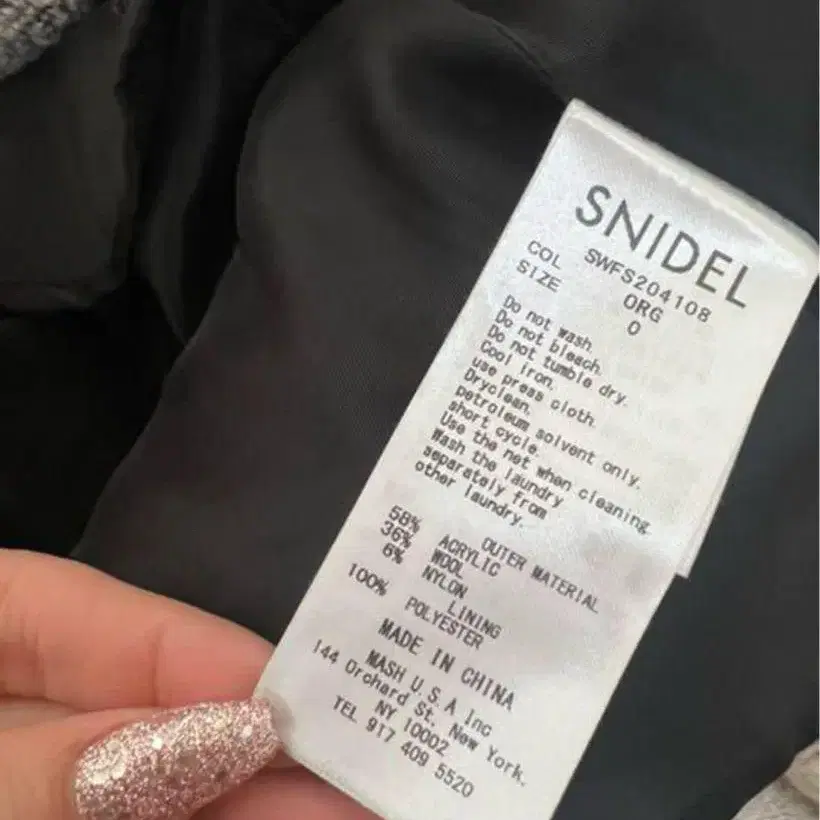 SNIDEL
SWFS204108
COL ORG
SIZE 0
Do not wash.
Do not bleach.
Do not tumble dry.
Cool iron.
use press cloth.
Dryclean.
petroleum solvent only.
short cycle.
Use the net when cleaning.
Wash the laundry
separately from
other laundry.
OUTER MATERIAL
58% ACRYLIC
36% WOOL
6% NYLON
LINING
100% POLYESTER
MADE IN CHINA
MASH U.S.A Inc
144 Orchard St. New York.
NY 10002
TEL 917 409 5520